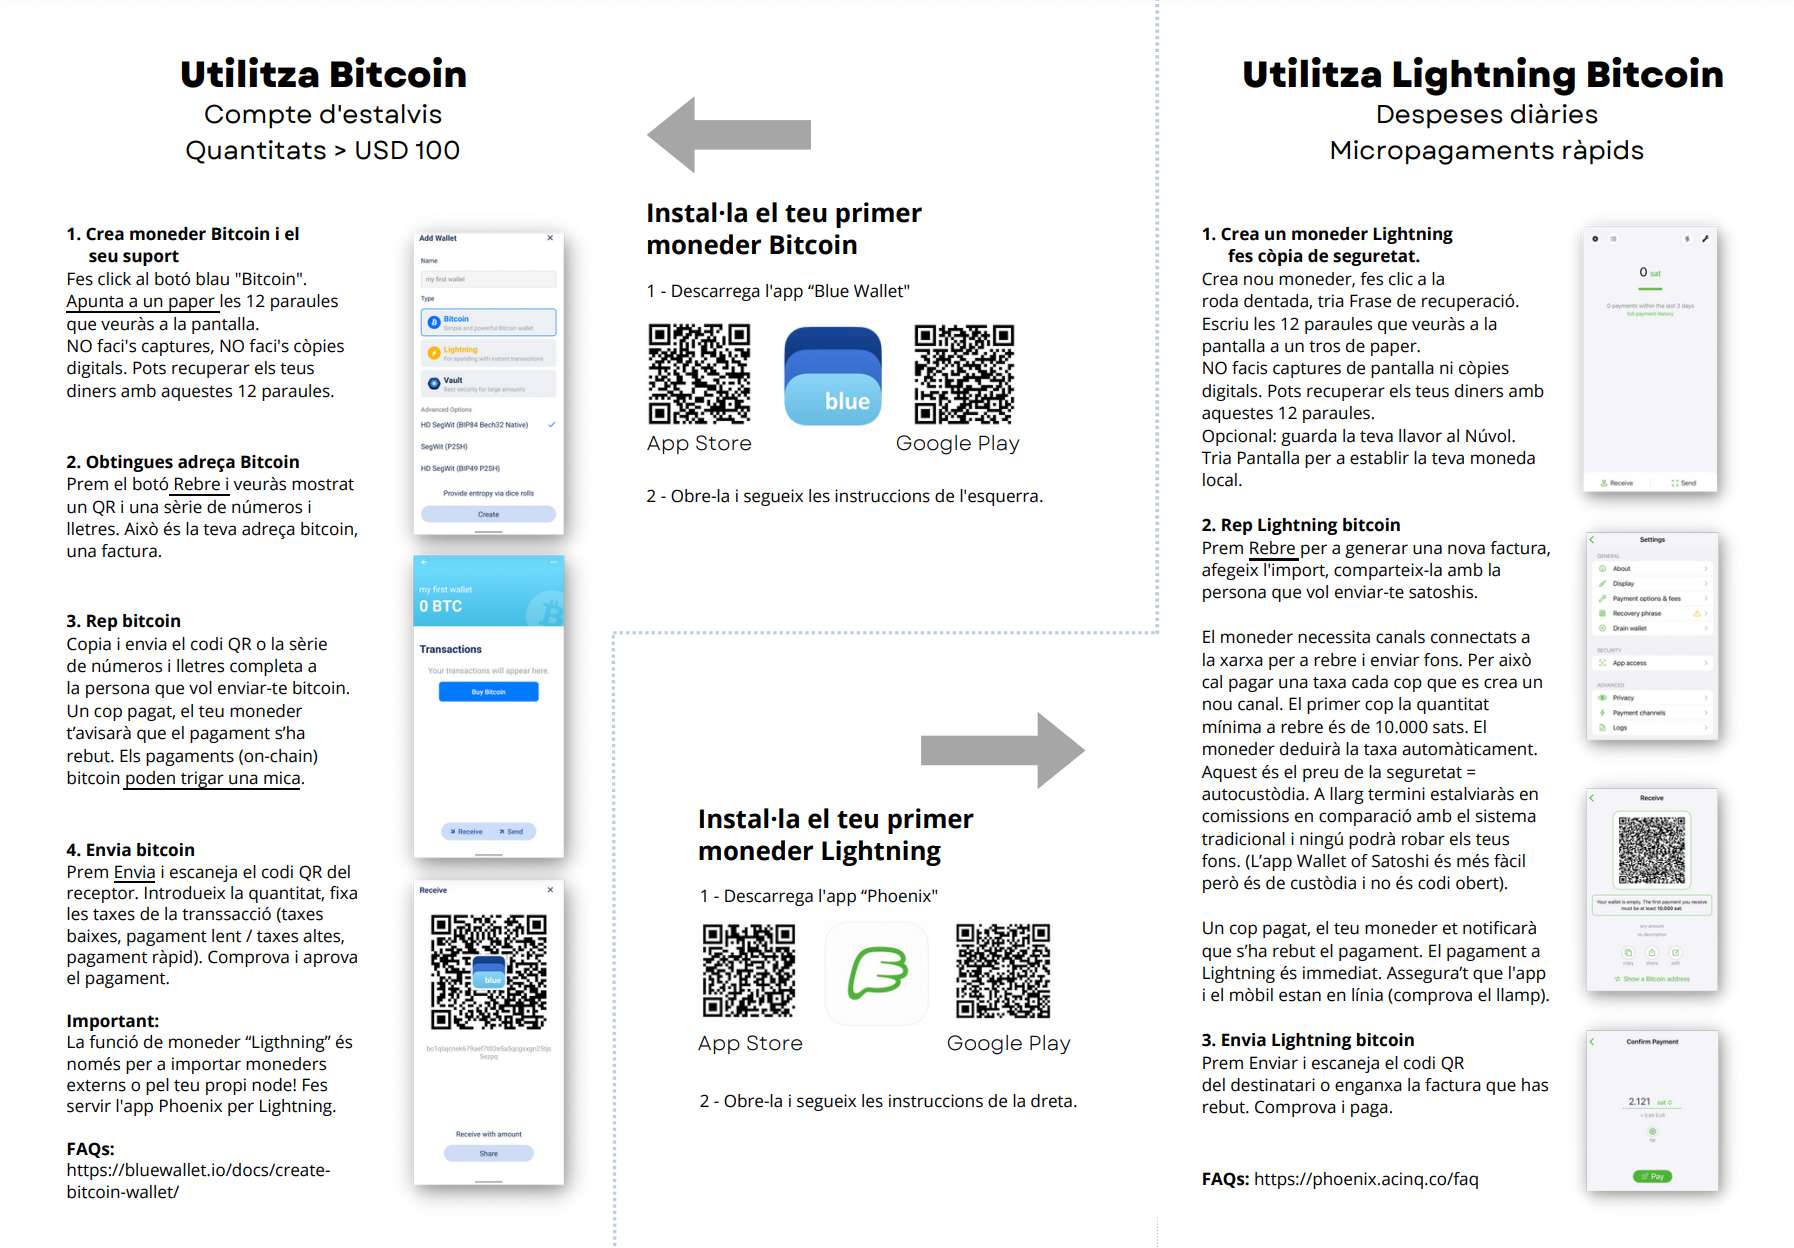 Utilitza Bitcoin
Compte d'estalvis
Quantitats > USD 100
1. Crea moneder Bitcoin i el
seu suport
Fes click al botó blau "Bitcoin".
Apunta a un paper les 12 paraules
que veuràs a la pantalla.
NO faci's captures, NO faci's còpies
digitals. Pots recuperar els teus
diners amb aquestes 12 paraules.
2. Obtingues adreça Bitcoin
Prem el botó Rebre i veuràs mostrat
un QR i una sèrie de números i
lletres. Això és la teva adreça bitcoin,
una factura.
3. Rep bitcoin
Copia i envia el codi QR o la sèrie
de números i lletres completa a
la persona que vol enviar-te bitcoin.
Un cop pagat, el teu moneder
t’avisarà que el pagament s’ha
rebut. Els pagaments (on-chain)
bitcoin poden trigar una mica.
4. Envia bitcoin
Prem Envia i escaneja el codi QR del
receptor. Introdueix la quantitat, fixa
les taxes de la transsacció (taxes
baixes, pagament lent / taxes altes,
pagament ràpid). Comprova i aprova
el pagament.
Important:
La funció de moneder “Ligthning” és
només per a importar moneders
externs o pel teu propi node! Fes
servir l'app Phoenix per Lightning.
FAQs:
https://bluewallet.io/docs/create-
bitcoin-wallet/
Add Wallet
Name
my first wallet
Type
Bitcoin
Simple and powerful Bitcoin wallet
Lightning
For spending with instant transactions
Vault
Best security for large amounts
Advanced Options
HD SegWit (BIP84 Bech32 Native)
SegWit (P2SH)
HD SegWit (BIP49 P2SH)
Provide entropy via dice rolls
Create
my first wallet
0 BTC
Transactions
Your transactions will appear here.
Buy Bitcoin
Receive
Send
Receive
blue
Receive with amount
Share
Instal·la el teu primer
moneder Bitcoin
1 - Descarrega l'app “Blue Wallet"
blue
App Store
Google Play
2 - Obre-la i segueix les instruccions de l'esquerra.
Instal·la el teu primer
moneder Lightning
1 - Descarrega l'app “Phoenix"
App Store
Google Play
2 - Obre-la i segueix les instruccions de la dreta.
Utilitza Lightning Bitcoin
Despeses diàries
Micropagaments ràpids
1. Crea un moneder Lightning
fes còpia de seguretat.
Crea nou moneder, fes clic a la
roda dentada, tria Frase de recuperació.
Escriu les 12 paraules que veuràs a la
pantalla a un tros de paper.
NO facis captures de pantalla ni còpies
digitals. Pots recuperar els teus diners amb
aquestes 12 paraules.
Opcional: guarda la teva llavor al Núvol.
Tria Pantalla per a establir la teva moneda
local.
2. Rep Lightning bitcoin
Prem Rebre per a generar una nova factura,
afegeix l'import, comparteix-la amb la
persona que vol enviar-te satoshis.
El moneder necessita canals connectats a
la xarxa per a rebre i enviar fons. Per això
cal pagar una taxa cada cop que es crea un
nou canal. El primer cop la quantitat
mínima a rebre és de 10.000 sats. El
moneder deduirà la taxa automàticament.
Aquest és el preu de la seguretat =
autocustòdia. A llarg termini estalviaràs en
comissions en comparació amb el sistema
tradicional i ningú podrà robar els teus
fons. (L’app Wallet of Satoshi és més fàcil
però és de custòdia i no és codi obert).
Un cop pagat, el teu moneder et notificarà
que s’ha rebut el pagament. El pagament a
Lightning és immediat. Assegura’t que l'app
i el mòbil estan en línia (comprova el llamp).
3. Envia Lightning bitcoin
Prem Enviar i escaneja el codi QR
del destinatari o enganxa la factura que has
rebut. Comprova i paga.
FAQs: https://phoenix.acinq.co/faq
0 sat
0 payments within the last 3 days
full payment history
Receive
Send
Settings
GENERAL
About
Display
Payment options & fees
Recovery phrase
Drain wallet
SECURITY
App access
ADVANCED
Privacy
Payment channels
Logs
Receive
Your wallet is empty. The first payment you receive
must be at least 10.000 sat.
any amount
no description
copy
share
edit
Show a Bitcoin address
Confirm Payment
2.121 sat
Pay